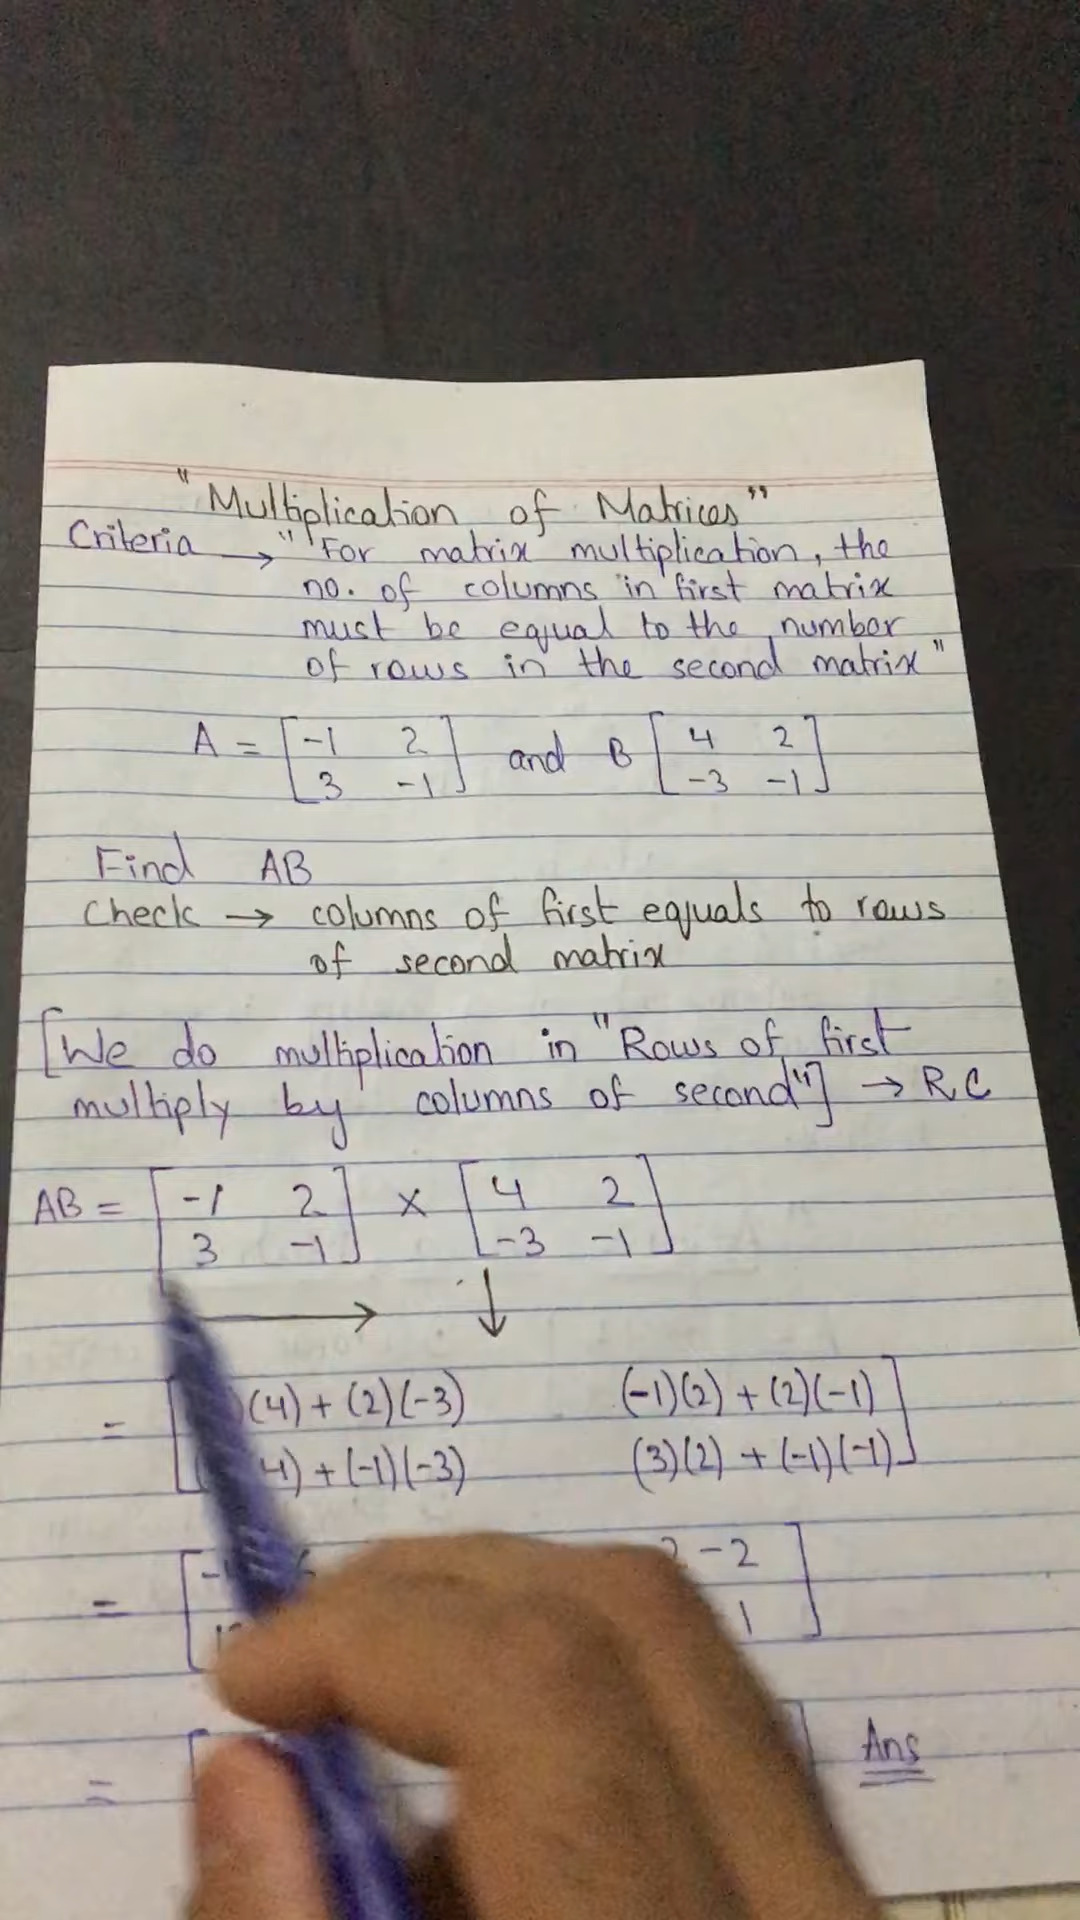 "Multiplication of Matrices"
Criteria → "For matrix multiplication, the
no. of columns in first matrix
must be equal to the number
of rows in the second matrix"
A = [-1 2
3 -1] and B [4 2
-3 -1]
Find AB
Check → columns of first equals to rows
of second matrix
[We do multiplication in "Rows of first
multiply by columns of second"] → RC
AB = [-1 2
3 -1] × [4 2
-3 -1]
→ ↓
= [ (4) + (2)(-3) (-1)(2) + (2)(-1)
4) + (-1)(-3) (3)(2) + (-1)(-1)]
= [- 2 - 2
1]
= [ ] Ans